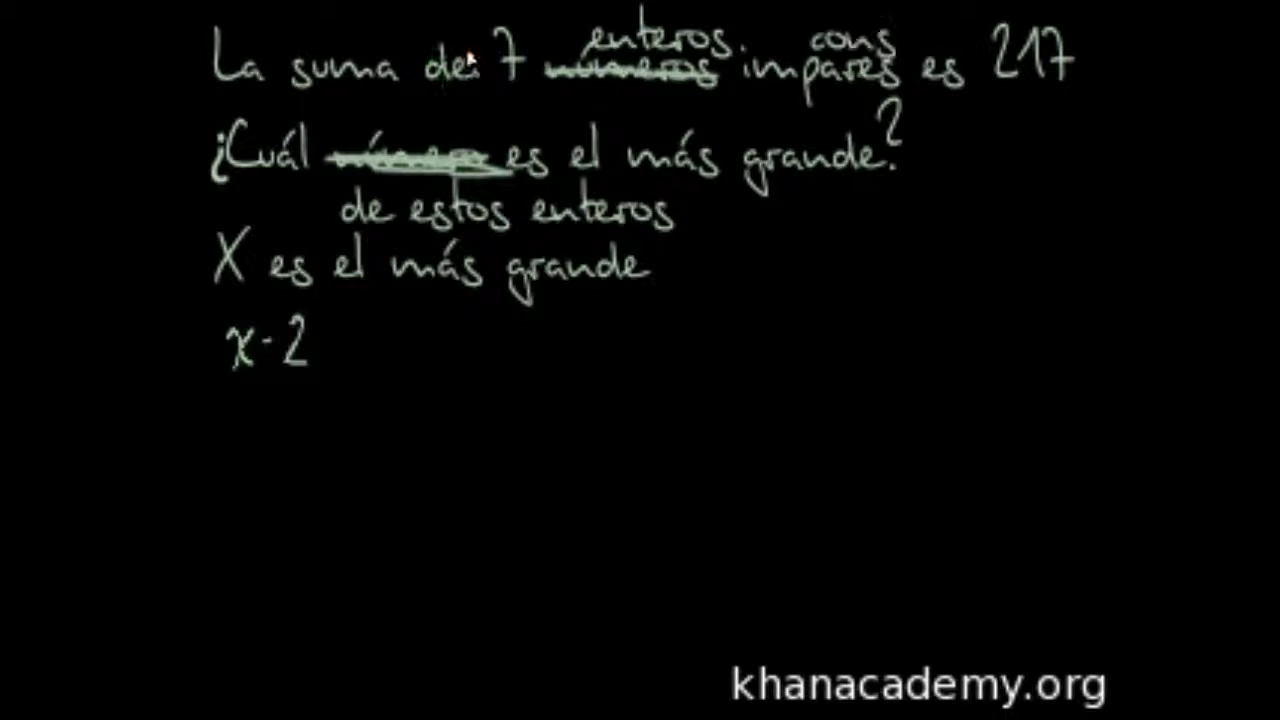 La suma de 7 enteros impares cons es 217
¿Cuál es el más grande?
de estos enteros
X es el más grande
x-2
khanacademy.org